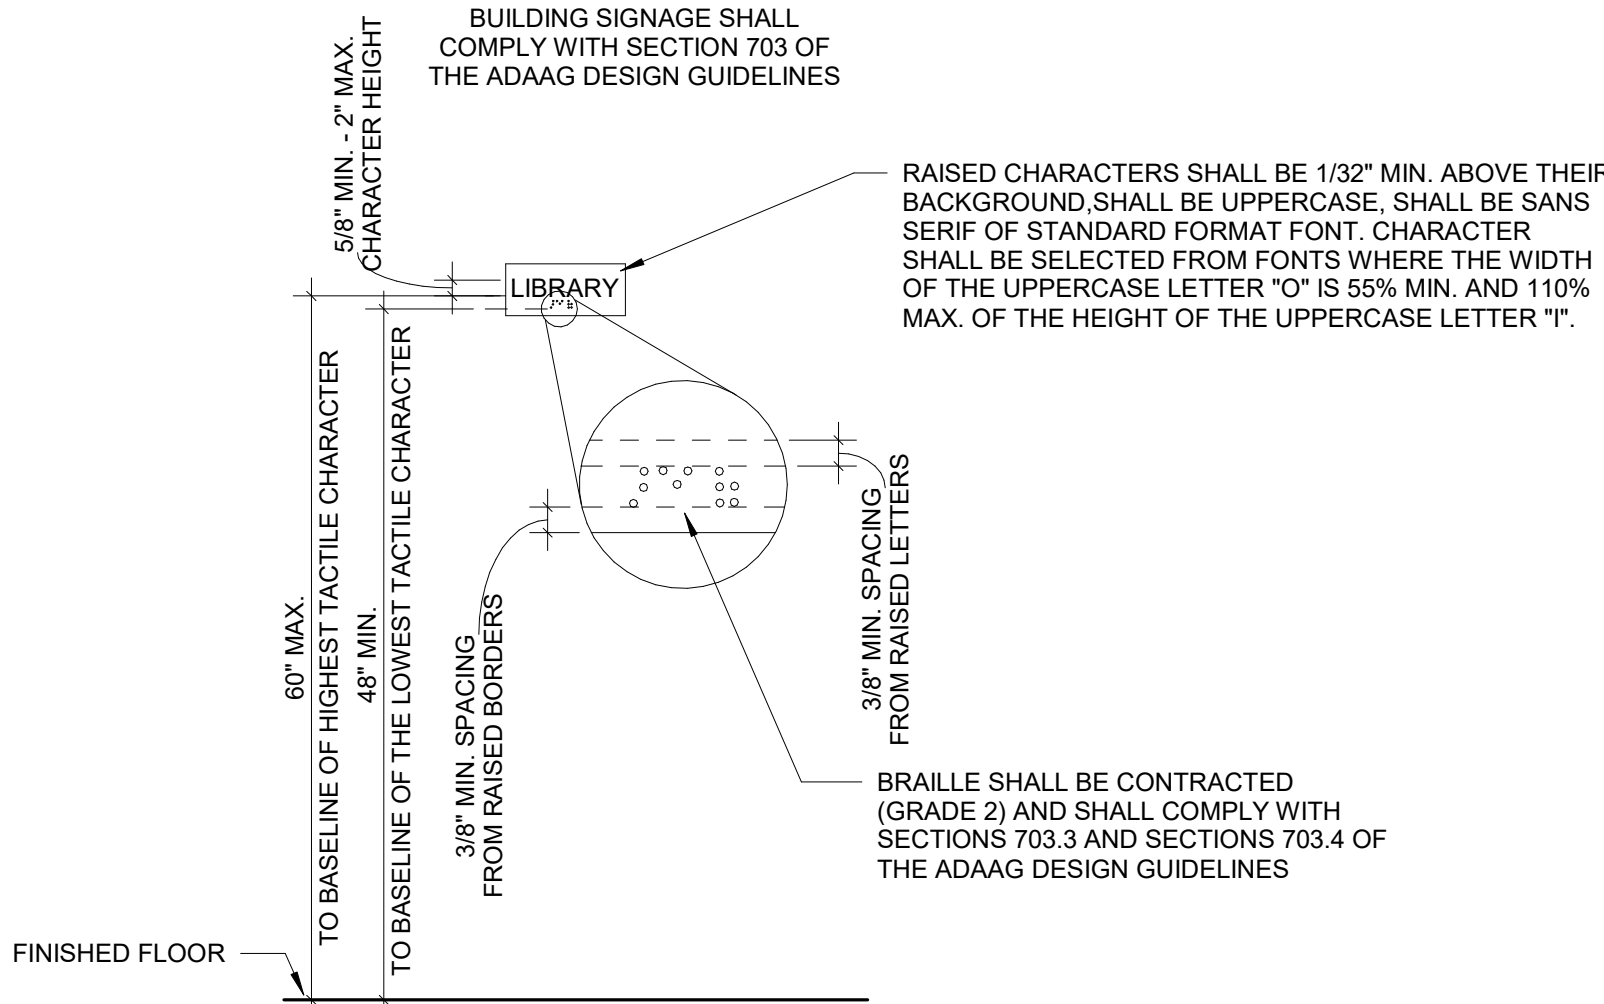 BUILDING SIGNAGE SHALL
COMPLY WITH SECTION 703 OF
THE ADAAG DESIGN GUIDELINES
5/8" MIN. - 2" MAX.
CHARACTER HEIGHT
RAISED CHARACTERS SHALL BE 1/32" MIN. ABOVE THEIR
BACKGROUND,SHALL BE UPPERCASE, SHALL BE SANS
SERIF OF STANDARD FORMAT FONT. CHARACTER
SHALL BE SELECTED FROM FONTS WHERE THE WIDTH
OF THE UPPERCASE LETTER "O" IS 55% MIN. AND 110%
MAX. OF THE HEIGHT OF THE UPPERCASE LETTER "I".
LIBRARY
60" MAX.
TO BASELINE OF HIGHEST TACTILE CHARACTER
48" MIN.
TO BASELINE OF THE LOWEST TACTILE CHARACTER
3/8" MIN. SPACING
FROM RAISED BORDERS
3/8" MIN. SPACING
FROM RAISED LETTERS
BRAILLE SHALL BE CONTRACTED
(GRADE 2) AND SHALL COMPLY WITH
SECTIONS 703.3 AND SECTIONS 703.4 OF
THE ADAAG DESIGN GUIDELINES
FINISHED FLOOR